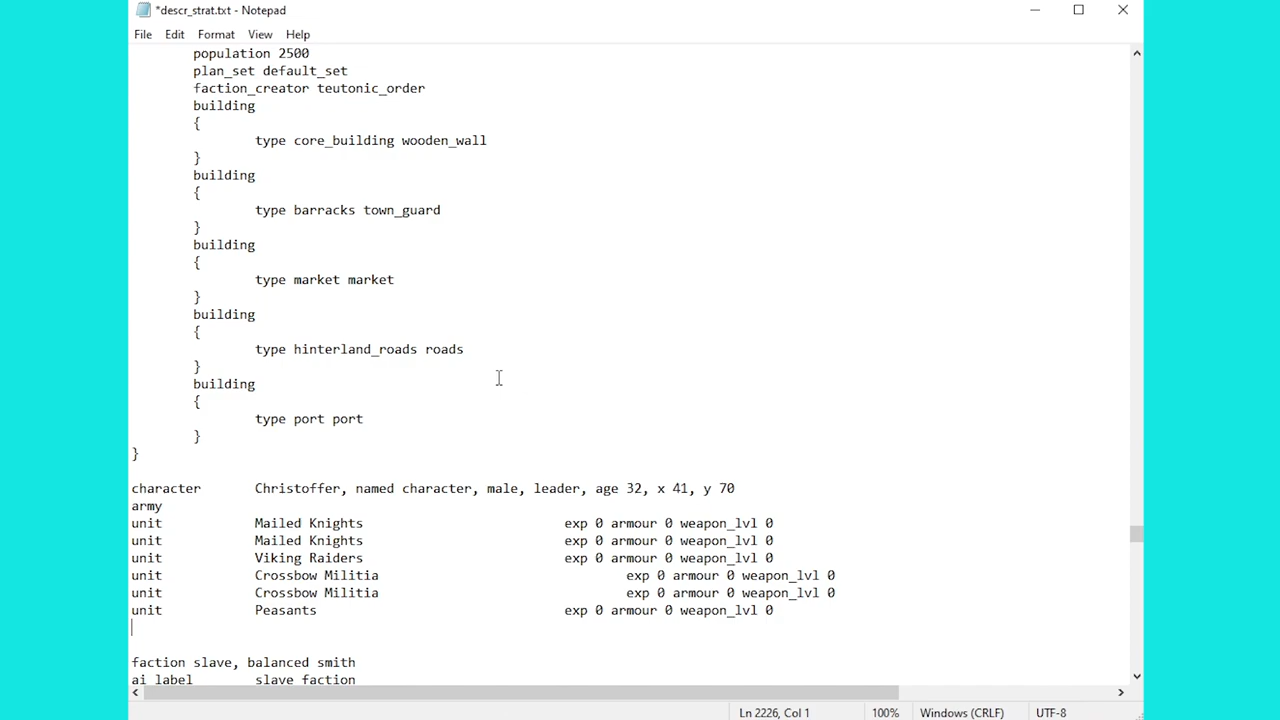 *descr_strat.txt - Notepad
File Edit Format View Help
population 2500
plan_set default_set
faction_creator teutonic_order
building
{
type core_building wooden_wall
}
building
{
type barracks town_guard
}
building
{
type market market
}
building
{
type hinterland_roads roads
}
building
{
type port port
}
}
character Christoffer, named character, male, leader, age 32, x 41, y 70
army
unit Mailed Knights exp 0 armour 0 weapon_lvl 0
unit Mailed Knights exp 0 armour 0 weapon_lvl 0
unit Viking Raiders exp 0 armour 0 weapon_lvl 0
unit Crossbow Militia exp 0 armour 0 weapon_lvl 0
unit Crossbow Militia exp 0 armour 0 weapon_lvl 0
unit Peasants exp 0 armour 0 weapon_lvl 0
faction slave, balanced smith
ai_label slave_faction
Ln 2226, Col 1 100% Windows (CRLF) UTF-8